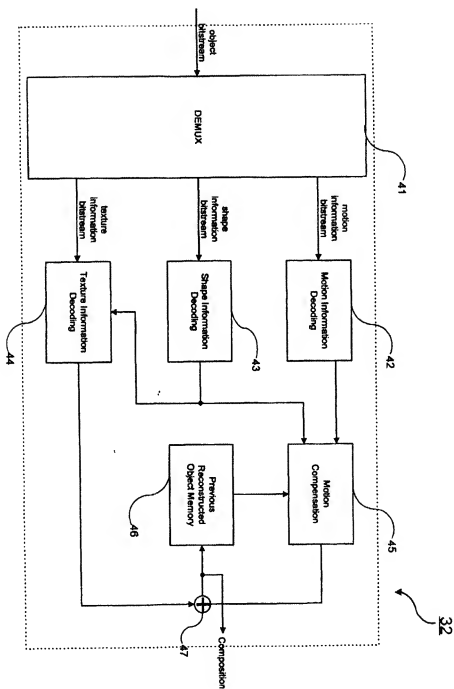 32
41
object
bitstream
DEMUX
motion
information
bitstream
shape
information
bitstream
texture
information
bitstream
42
Motion Information
Decoding
43
Shape Information
Decoding
44
Texture Information
Decoding
45
Motion
Compensation
46
Previous
Reconstructed
Object Memory
47
Composition